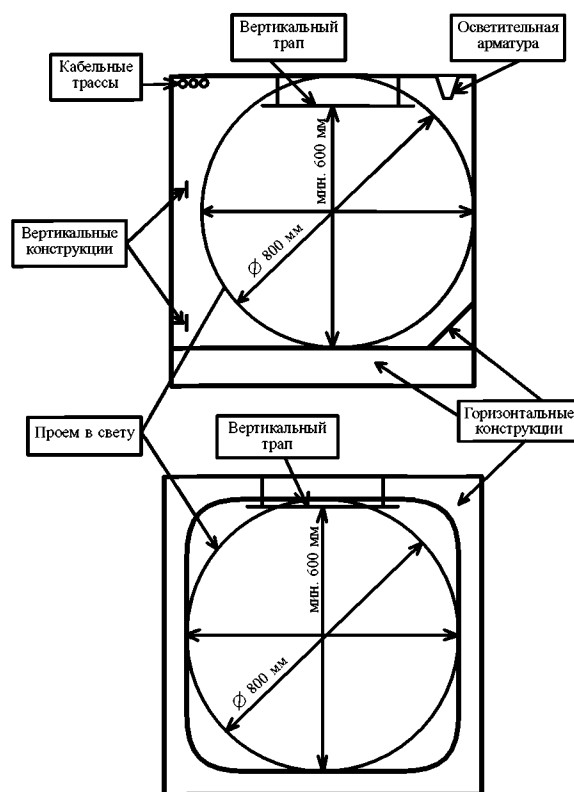 Вертикальный
трап
Осветительная
арматура
Кабельные
трассы
мин. 600 мм
Ø 800 мм
Вертикальные
конструкции
Проем в свету
Вертикальный
трап
Горизонтальные
конструкции
мин. 600 мм
Ø 800 мм